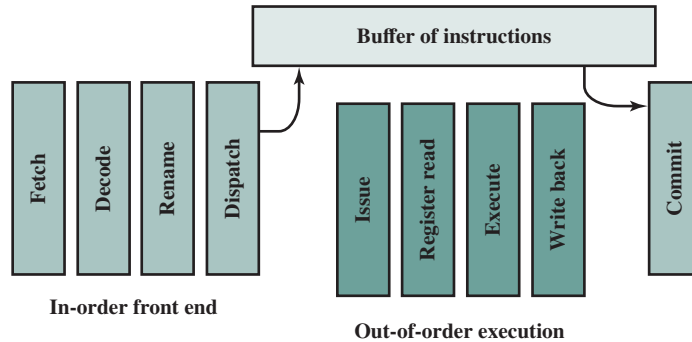 Buffer of instructions
Fetch
Decode
Rename
Dispatch
Issue
Register read
Execute
Write back
Commit
In-order front end
Out-of-order execution